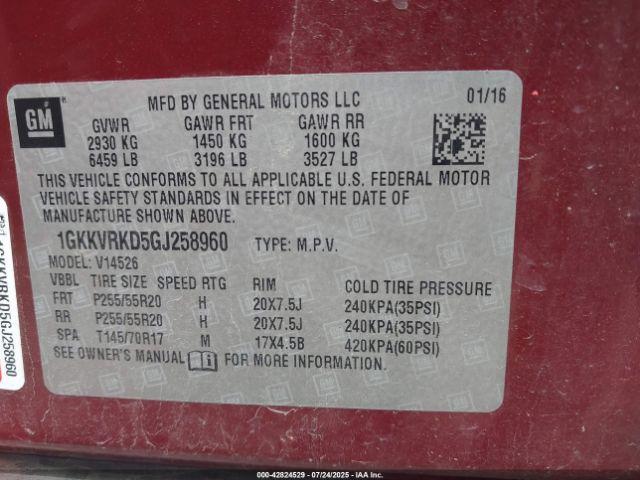 GM
MFD BY GENERAL MOTORS LLC 01/16
GVWR GAWR FRT GAWR RR
2930 KG 1450 KG 1600 KG
6459 LB 3196 LB 3527 LB
THIS VEHICLE CONFORMS TO ALL APPLICABLE U.S. FEDERAL MOTOR
VEHICLE SAFETY STANDARDS IN EFFECT ON THE DATE OF
MANUFACTURE SHOWN ABOVE.
1GKKVRKD5GJ258960 TYPE: M.P.V.
MODEL: V14526
VBBL TIRE SIZE SPEED RTG RIM COLD TIRE PRESSURE
FRT P255/55R20 H 20X7.5J 240KPA(35PSI)
RR P255/55R20 H 20X7.5J 240KPA(35PSI)
SPA T145/70R17 M 17X4.5B 420KPA(60PSI)
SEE OWNER'S MANUAL FOR MORE INFORMATION.
1GKKVRKD5GJ258960
000-42824529 - 07/24/2025 - IAA Inc.